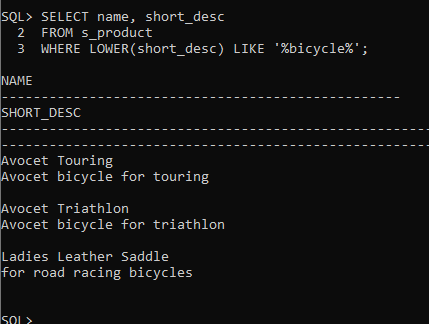 SQL> SELECT name, short_desc
  2  FROM s_product
  3  WHERE LOWER(short_desc) LIKE '%bicycle%';

NAME
--------------------------------------------------
SHORT_DESC
------------------------------------------------------
------------------------------------------------------
Avocet Touring
Avocet bicycle for touring

Avocet Triathlon
Avocet bicycle for triathlon

Ladies Leather Saddle
for road racing bicycles


SQL>